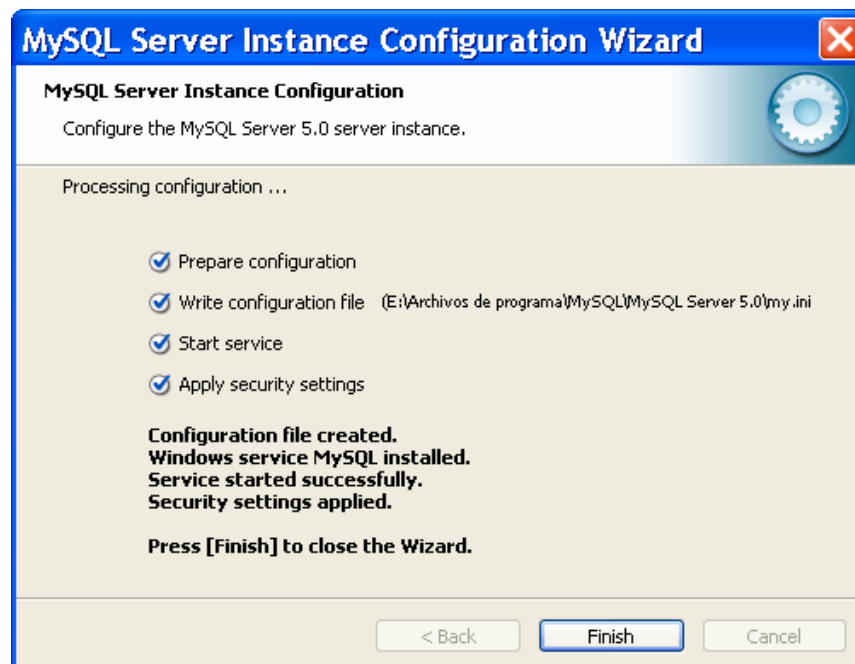 MySQL Server Instance Configuration Wizard
MySQL Server Instance Configuration
Configure the MySQL Server 5.0 server instance.
Processing configuration ...
Prepare configuration
Write configuration file (E:\Archivos de programa\MySQL\MySQL Server 5.0\my.ini
Start service
Apply security settings
Configuration file created.
Windows service MySQL installed.
Service started successfully.
Security settings applied.
Press [Finish] to close the Wizard.
< Back Finish Cancel